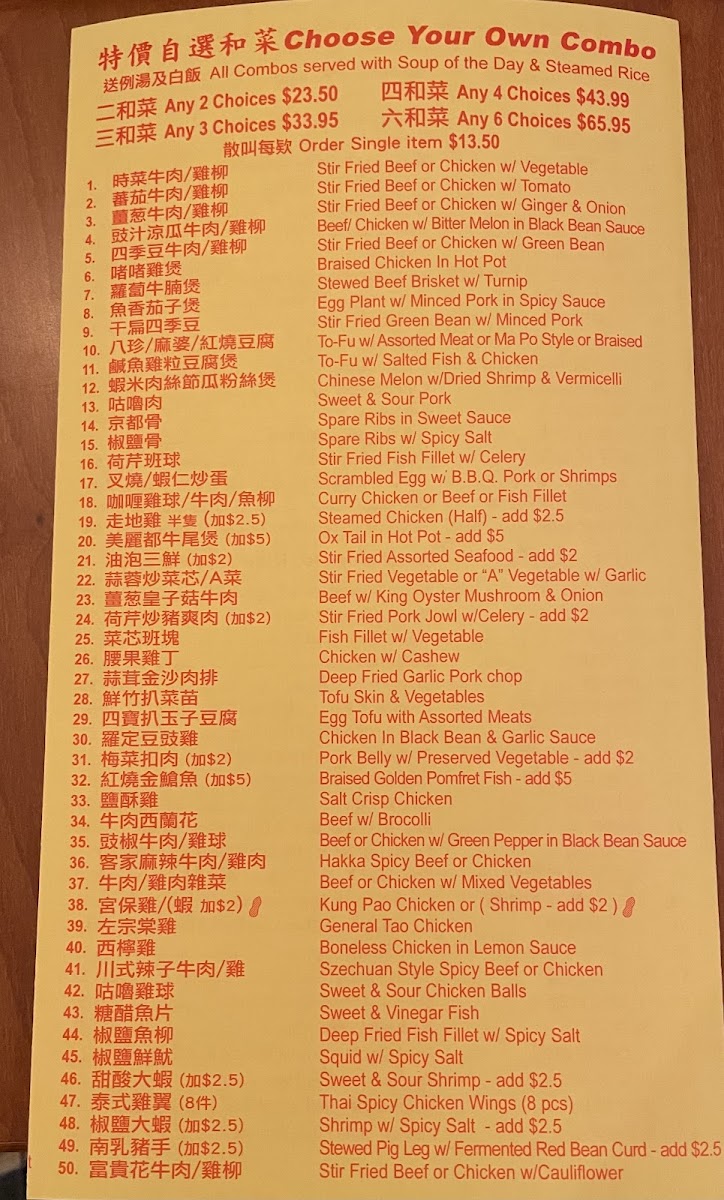 特價自選和菜 Choose Your Own Combo
送例湯及白飯 All Combos served with Soup of the Day & Steamed Rice
二和菜 Any 2 Choices $23.50 四和菜 Any 4 Choices $43.99
三和菜 Any 3 Choices $33.95 六和菜 Any 6 Choices $65.95
散叫每欵 Order Single item $13.50
1. 時菜牛肉/雞柳 Stir Fried Beef or Chicken w/ Vegetable
2. 蕃茄牛肉/雞柳 Stir Fried Beef or Chicken w/ Tomato
3. 薑葱牛肉/雞柳 Stir Fried Beef or Chicken w/ Ginger & Onion
4. 豉汁涼瓜牛肉/雞柳 Beef/ Chicken w/ Bitter Melon in Black Bean Sauce
5. 四季豆牛肉/雞柳 Stir Fried Beef or Chicken w/ Green Bean
6. 啫啫雞煲 Braised Chicken In Hot Pot
7. 蘿蔔牛腩煲 Stewed Beef Brisket w/ Turnip
8. 魚香茄子煲 Egg Plant w/ Minced Pork in Spicy Sauce
9. 干扁四季豆 Stir Fried Green Bean w/ Minced Pork
10. 八珍/麻婆/紅燒豆腐 To-Fu w/ Assorted Meat or Ma Po Style or Braised
11. 鹹魚雞粒豆腐煲 To-Fu w/ Salted Fish & Chicken
12. 蝦米肉絲節瓜粉絲煲 Chinese Melon w/Dried Shrimp & Vermicelli
13. 咕嚕肉 Sweet & Sour Pork
14. 京都骨 Spare Ribs in Sweet Sauce
15. 椒鹽骨 Spare Ribs w/ Spicy Salt
16. 荷芹班球 Stir Fried Fish Fillet w/ Celery
17. 叉燒/蝦仁炒蛋 Scrambled Egg w/ B.B.Q. Pork or Shrimps
18. 咖喱雞球/牛肉/魚柳 Curry Chicken or Beef or Fish Fillet
19. 走地雞 半隻 (加$2.5) Steamed Chicken (Half) - add $2.5
20. 美麗都牛尾煲 (加$5) Ox Tail in Hot Pot - add $5
21. 油泡三鮮 (加$2) Stir Fried Assorted Seafood - add $2
22. 蒜蓉炒菜芯/A菜 Stir Fried Vegetable or “A” Vegetable w/ Garlic
23. 薑葱皇子菇牛肉 Beef w/ King Oyster Mushroom & Onion
24. 荷芹炒豬爽肉 (加$2) Stir Fried Pork Jowl w/Celery - add $2
25. 菜芯班塊 Fish Fillet w/ Vegetable
26. 腰果雞丁 Chicken w/ Cashew
27. 蒜茸金沙肉排 Deep Fried Garlic Pork chop
28. 鮮竹扒菜苗 Tofu Skin & Vegetables
29. 四寶扒玉子豆腐 Egg Tofu with Assorted Meats
30. 羅定豆豉雞 Chicken In Black Bean & Garlic Sauce
31. 梅菜扣肉 (加$2) Pork Belly w/ Preserved Vegetable - add $2
32. 紅燒金鯧魚 (加$5) Braised Golden Pomfret Fish - add $5
33. 鹽酥雞 Salt Crisp Chicken
34. 牛肉西蘭花 Beef w/ Brocolli
35. 豉椒牛肉/雞球 Beef or Chicken w/ Green Pepper in Black Bean Sauce
36. 客家麻辣牛肉/雞肉 Hakka Spicy Beef or Chicken
37. 牛肉/雞肉雜菜 Beef or Chicken w/ Mixed Vegetables
38. 宮保雞/(蝦 加$2) Kung Pao Chicken or ( Shrimp - add $2 )
39. 左宗棠雞 General Tao Chicken
40. 西檸雞 Boneless Chicken in Lemon Sauce
41. 川式辣子牛肉/雞 Szechuan Style Spicy Beef or Chicken
42. 咕嚕雞球 Sweet & Sour Chicken Balls
43. 糖醋魚片 Sweet & Vinegar Fish
44. 椒鹽魚柳 Deep Fried Fish Fillet w/ Spicy Salt
45. 椒鹽鮮魷 Squid w/ Spicy Salt
46. 甜酸大蝦 (加$2.5) Sweet & Sour Shrimp - add $2.5
47. 泰式雞翼 (8件) Thai Spicy Chicken Wings (8 pcs)
48. 椒鹽大蝦 (加$2.5) Shrimp w/ Spicy Salt - add $2.5
49. 南乳豬手 (加$2.5) Stewed Pig Leg w/ Fermented Red Bean Curd - add $2.5
50. 富貴花牛肉/雞柳 Stir Fried Beef or Chicken w/Cauliflower